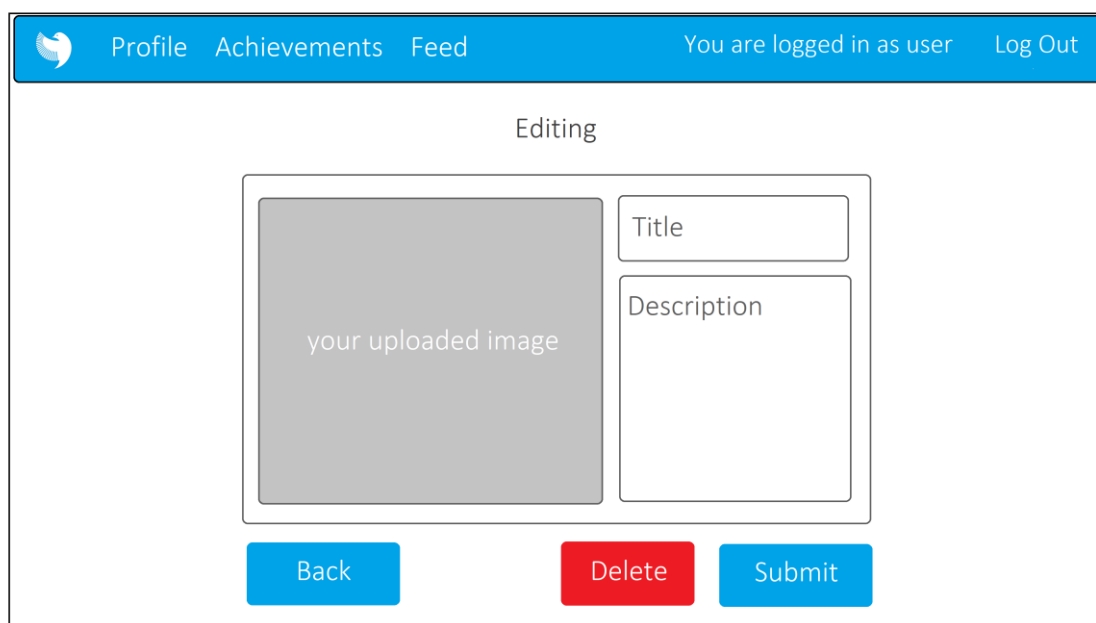 Profile Achievements Feed You are logged in as user Log Out
Editing
Title
your uploaded image
Description
Back Delete Submit